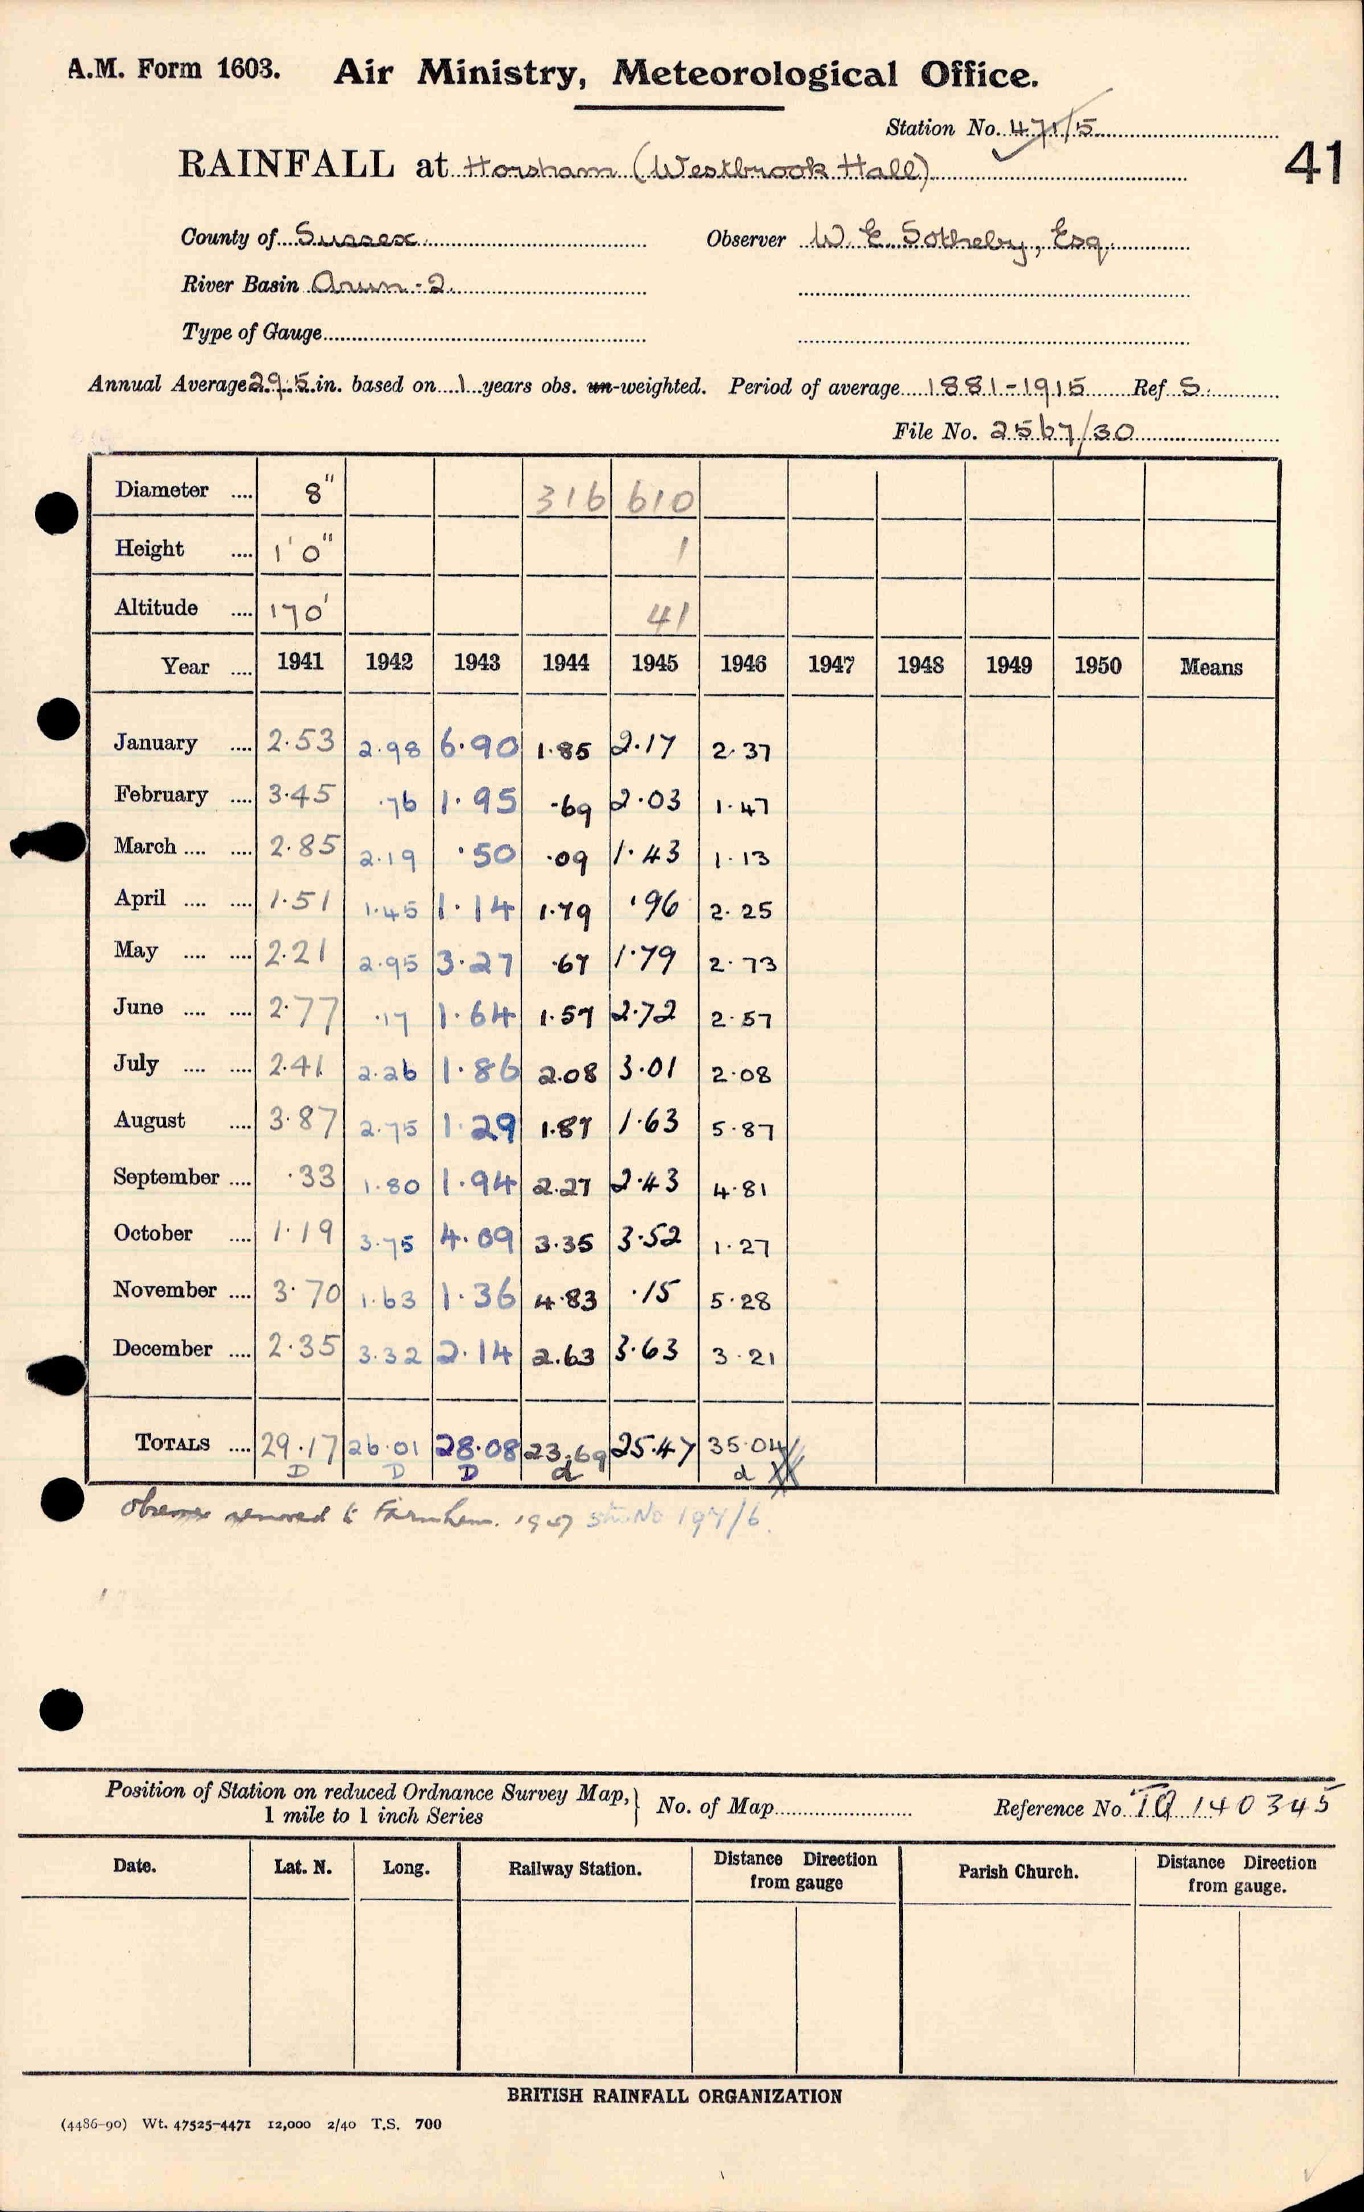 A.M. Form 1603. Air Ministry, Meteorological Office.
Station No. 471/5
41
RAINFALL at Horsham (Westbrook Hall)
County of Sussex Observer W. E. Sotheby, Esq.
River Basin Arun - 2.
Type of Gauge
Annual Average 29.5 in. based on 1 years obs. un-weighted. Period of average 1881-1915 Ref S.
File No. 2567/30
Diameter .... 8" 316 610
Height .... 1'0" 1
Altitude .... 170' 41
Year .... 1941 1942 1943 1944 1945 1946 1947 1948 1949 1950 Means
January .... 2.53 2.98 6.90 1.85 2.17 2.37
February .... 3.45 .76 1.95 .69 2.03 1.47
March .... .... 2.85 2.19 .50 .09 1.43 1.13
April .... .... 1.51 1.45 1.14 1.79 .96 2.25
May .... .... 2.21 2.95 3.27 .67 1.79 2.73
June .... .... 2.77 .17 1.64 1.57 2.72 2.57
July .... .... 2.41 2.26 1.86 2.08 3.01 2.08
August .... 3.87 2.75 1.29 1.87 1.63 5.87
September .... .33 1.80 1.94 2.27 2.43 4.81
October .... 1.19 3.75 4.09 3.35 3.52 1.27
November .... 3.70 1.63 1.36 4.83 .15 5.28
December .... 2.35 3.32 2.14 2.63 3.63 3.21
TOTALS .... 29.17 26.01 28.08 23.69 25.47 35.04
D D D d d
Observer removed to Farnham. 1947 stn No 197/6.
Position of Station on reduced Ordnance Survey Map, 1 mile to 1 inch Series } No. of Map Reference No. TQ 140345
Date. Lat. N. Long. Railway Station. Distance Direction from gauge Parish Church. Distance Direction from gauge.
BRITISH RAINFALL ORGANIZATION
(4486-90) Wt. 47525-4471 12,000 2/40 T.S. 700